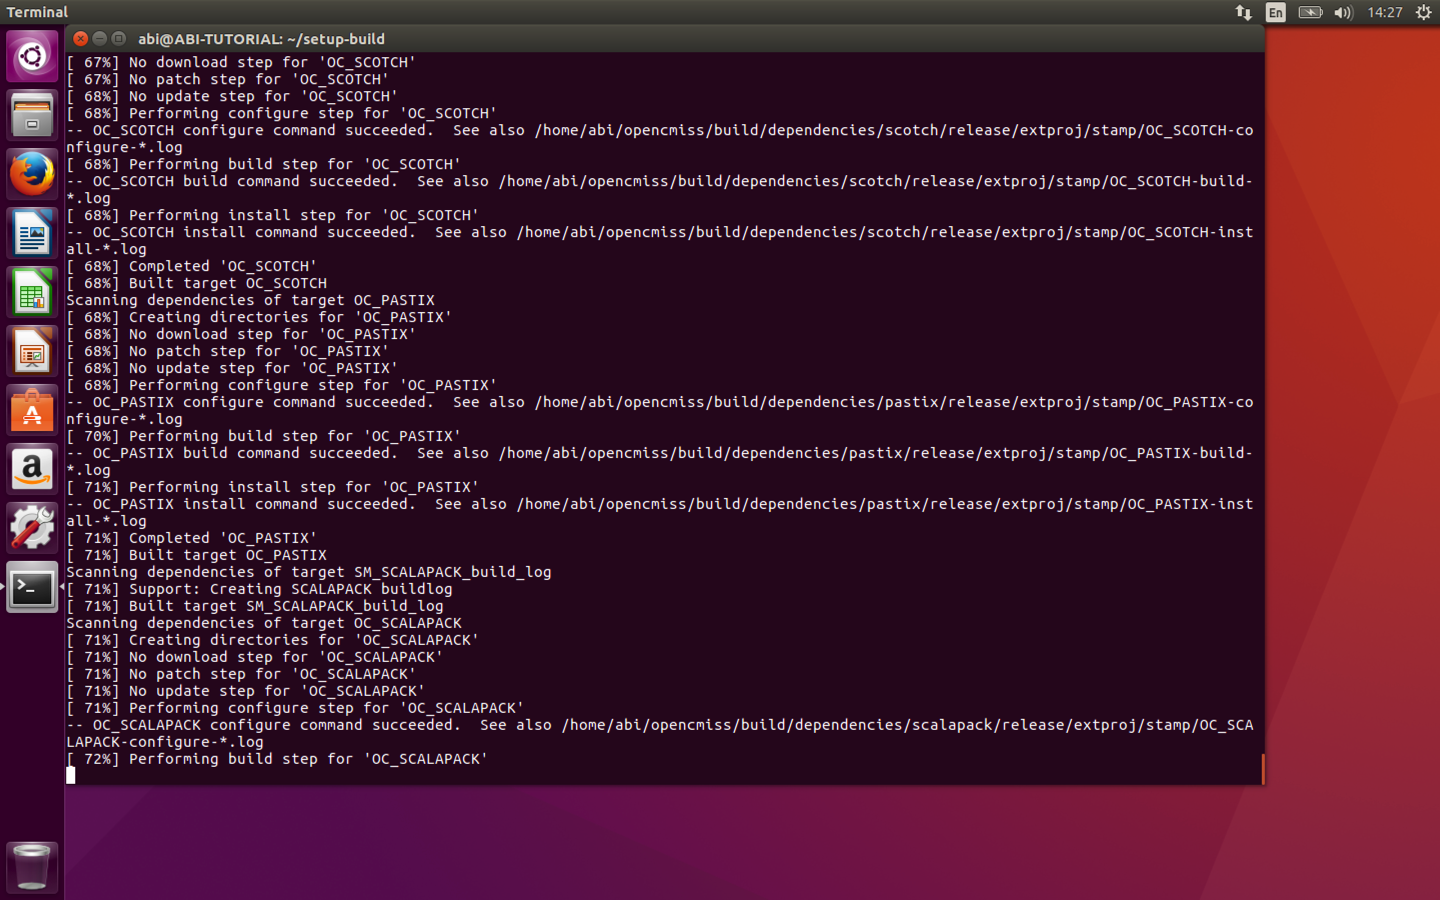 Terminal
En
14:27
abi@ABI-TUTORIAL: ~/setup-build
[ 67%] No download step for 'OC_SCOTCH'
[ 67%] No patch step for 'OC_SCOTCH'
[ 68%] No update step for 'OC_SCOTCH'
[ 68%] Performing configure step for 'OC_SCOTCH'
-- OC_SCOTCH configure command succeeded.  See also /home/abi/opencmiss/build/dependencies/scotch/release/extproj/stamp/OC_SCOTCH-co
nfigure-*.log
[ 68%] Performing build step for 'OC_SCOTCH'
-- OC_SCOTCH build command succeeded.  See also /home/abi/opencmiss/build/dependencies/scotch/release/extproj/stamp/OC_SCOTCH-build-
*.log
[ 68%] Performing install step for 'OC_SCOTCH'
-- OC_SCOTCH install command succeeded.  See also /home/abi/opencmiss/build/dependencies/scotch/release/extproj/stamp/OC_SCOTCH-inst
all-*.log
[ 68%] Completed 'OC_SCOTCH'
[ 68%] Built target OC_SCOTCH
Scanning dependencies of target OC_PASTIX
[ 68%] Creating directories for 'OC_PASTIX'
[ 68%] No download step for 'OC_PASTIX'
[ 68%] No patch step for 'OC_PASTIX'
[ 68%] No update step for 'OC_PASTIX'
[ 68%] Performing configure step for 'OC_PASTIX'
-- OC_PASTIX configure command succeeded.  See also /home/abi/opencmiss/build/dependencies/pastix/release/extproj/stamp/OC_PASTIX-co
nfigure-*.log
[ 70%] Performing build step for 'OC_PASTIX'
-- OC_PASTIX build command succeeded.  See also /home/abi/opencmiss/build/dependencies/pastix/release/extproj/stamp/OC_PASTIX-build-
*.log
[ 71%] Performing install step for 'OC_PASTIX'
-- OC_PASTIX install command succeeded.  See also /home/abi/opencmiss/build/dependencies/pastix/release/extproj/stamp/OC_PASTIX-inst
all-*.log
[ 71%] Completed 'OC_PASTIX'
[ 71%] Built target OC_PASTIX
Scanning dependencies of target SM_SCALAPACK_build_log
[ 71%] Support: Creating SCALAPACK buildlog
[ 71%] Built target SM_SCALAPACK_build_log
Scanning dependencies of target OC_SCALAPACK
[ 71%] Creating directories for 'OC_SCALAPACK'
[ 71%] No download step for 'OC_SCALAPACK'
[ 71%] No patch step for 'OC_SCALAPACK'
[ 71%] No update step for 'OC_SCALAPACK'
[ 71%] Performing configure step for 'OC_SCALAPACK'
-- OC_SCALAPACK configure command succeeded.  See also /home/abi/opencmiss/build/dependencies/scalapack/release/extproj/stamp/OC_SCA
LAPACK-configure-*.log
[ 72%] Performing build step for 'OC_SCALAPACK'